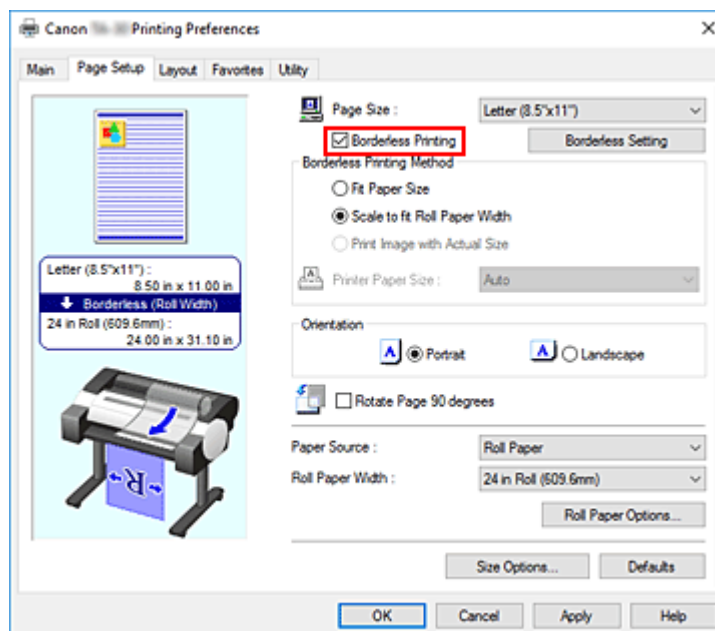 Canon Printing Preferences
Main Page Setup Layout Favorites Utility
Page Size : Letter (8.5"x11")
Borderless Printing Borderless Setting
Borderless Printing Method
Fit Paper Size
Scale to fit Roll Paper Width
Print Image with Actual Size
Printer Paper Size : Auto
Letter (8.5"x11") :
8.50 in x 11.00 in
Borderless (Roll Width)
24 in Roll (609.6mm) :
24.00 in x 31.10 in
Orientation
A Portrait A Landscape
Rotate Page 90 degrees
R
Paper Source : Roll Paper
Roll Paper Width : 24 in Roll (609.6mm)
Roll Paper Options...
Size Options... Defaults
OK Cancel Apply Help